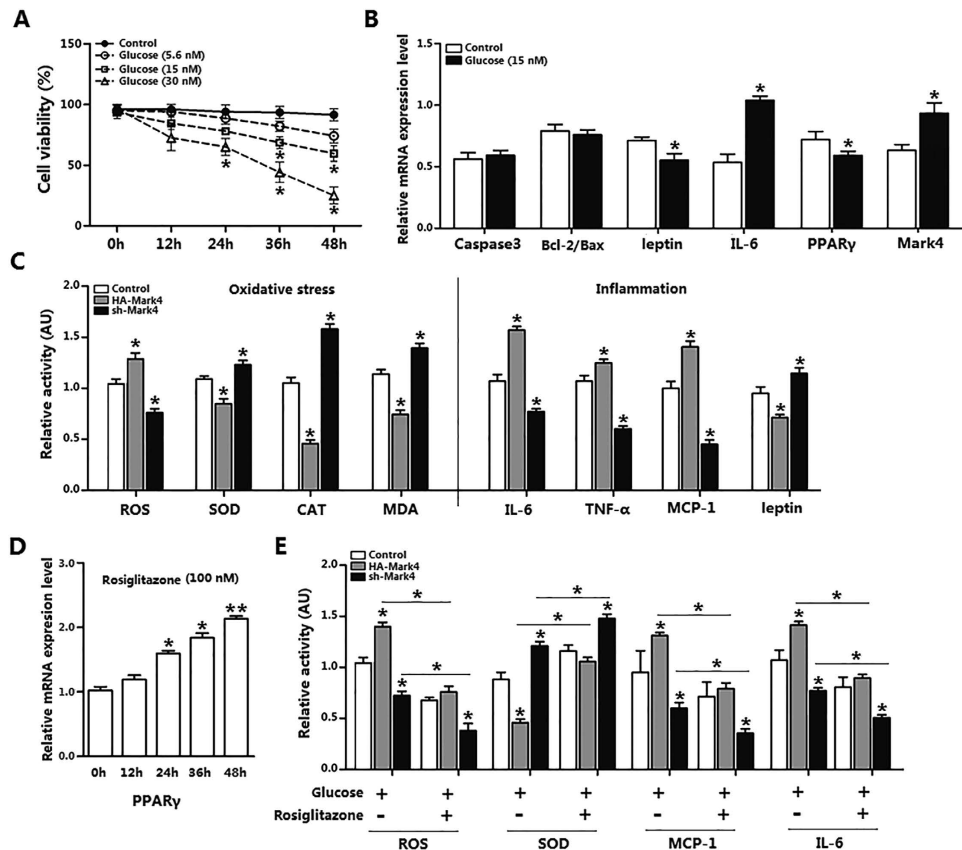 A
Cell viability (%)
150
100
50
0
Control
Glucose (5.6 nM)
Glucose (15 nM)
Glucose (30 nM)
* * * * * *
0h 12h 24h 36h 48h
B
Relative mRNA expression level
1.5
1.0
0.5
0.0
Control
Glucose (15 nM)
* * * *
Caspase3 Bcl-2/Bax leptin IL-6 PPARγ Mark4
C
Relative activity (AU)
2.0
1.5
1.0
0.5
0.0
Control
HA-Mark4
sh-Mark4
Oxidative stress Inflammation
* * * * * * * * * * * * * * * *
ROS SOD CAT MDA IL-6 TNF-α MCP-1 leptin
D
Relative mRNA expresion level
3.0
2.0
1.0
0.0
Rosiglitazone (100 nM)
* * **
0h 12h 24h 36h 48h
PPARγ
E
Relative activity (AU)
2.0
1.5
1.0
0.5
0.0
Control
HA-Mark4
sh-Mark4
* * * * * * * * * * * * * * * * * * * *
Glucose + + + + + + + +
Rosiglitazone - + - + - + - +
ROS SOD MCP-1 IL-6